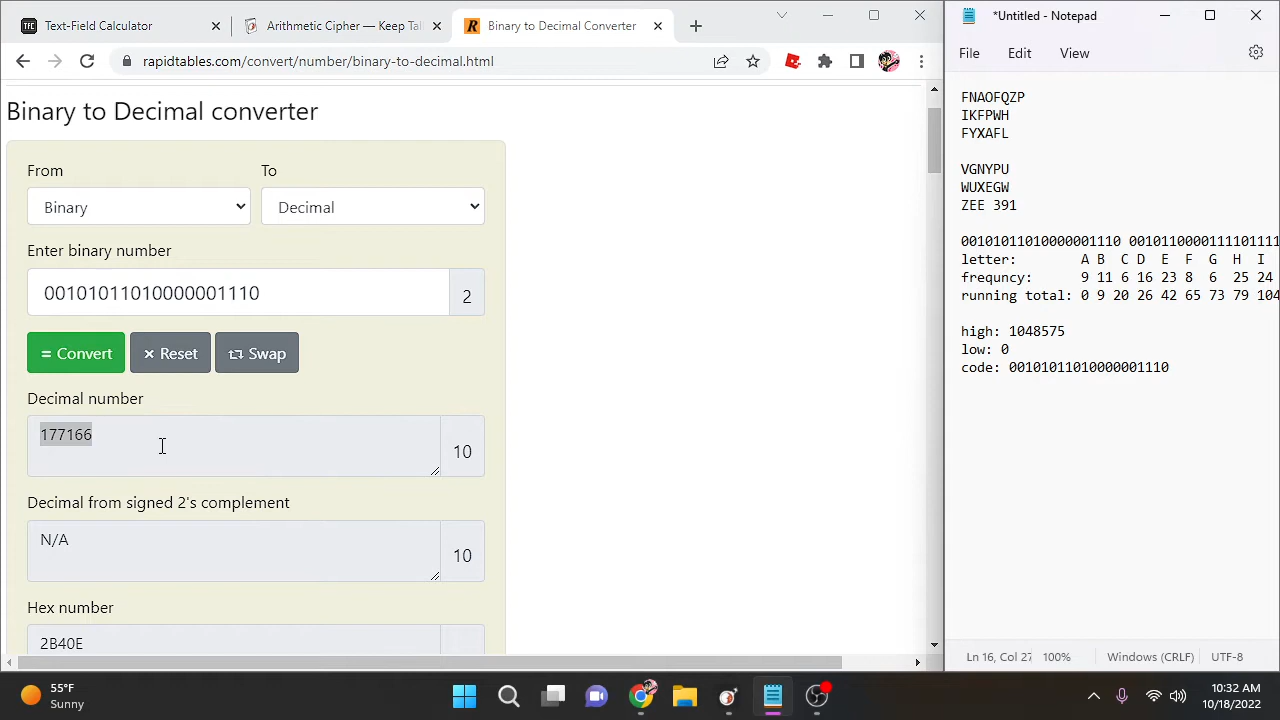 Text-Field Calculator
Arithmetic Cipher — Keep Tal
Binary to Decimal Converter
rapidtables.com/convert/number/binary-to-decimal.html
Binary to Decimal converter
From To
Binary Decimal
Enter binary number
00101011010000001110 2
= Convert × Reset Swap
Decimal number
177166
10
Decimal from signed 2's complement
N/A
10
Hex number
2B40E
*Untitled - Notepad
File Edit View
FNAOFQZP
IKFPWH
FYXAFL
VGNYPU
WUXEGW
ZEE 391
00101011010000001110 0010110000111101111
letter: A B C D E F G H I
frequncy: 9 11 6 16 23 8 6 25 24
running total: 0 9 20 26 42 65 73 79 104
high: 1048575
low: 0
code: 00101011010000001110
Ln 16, Col 27 100% Windows (CRLF) UTF-8
55°F
Sunny
10:32 AM
10/18/2022